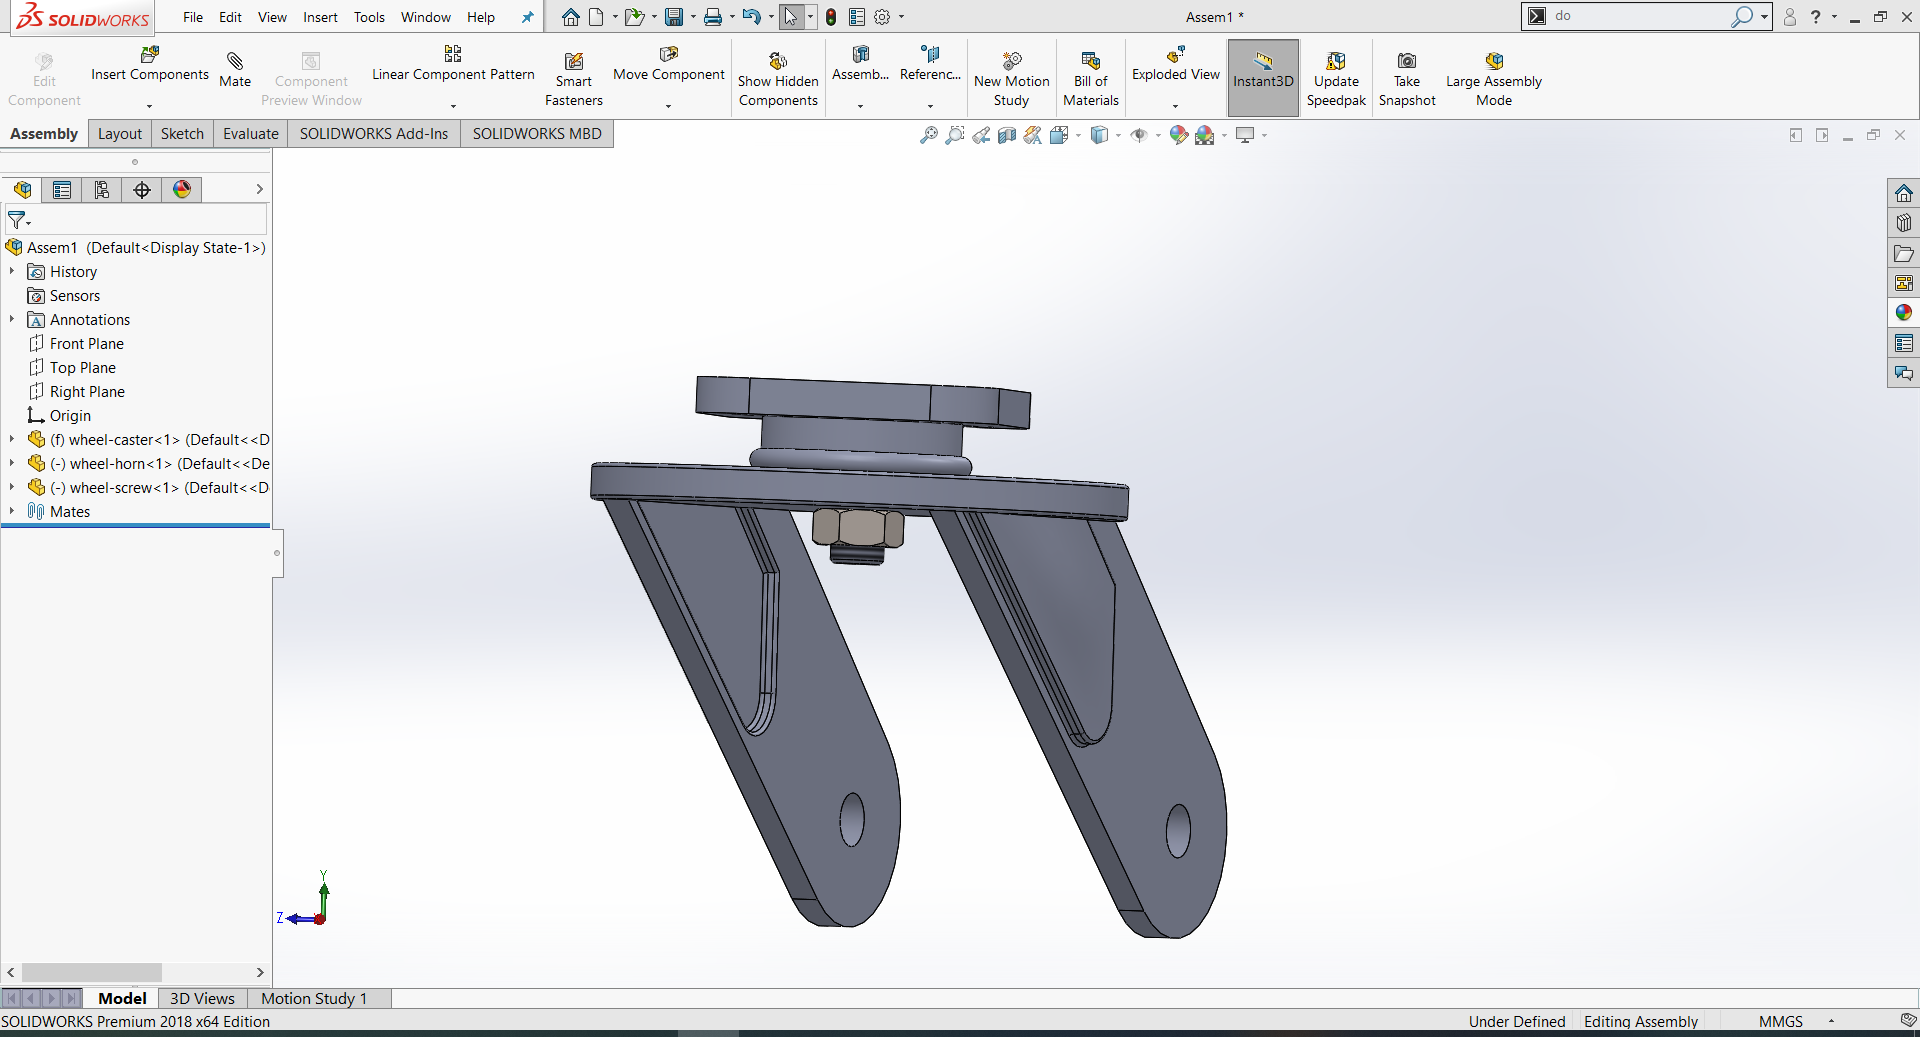 SOLIDWORKS File Edit View Insert Tools Window Help Assem1 * do ?
Edit Component
Insert Components
Mate
Component Preview Window
Linear Component Pattern
Smart Fasteners
Move Component
Show Hidden Components
Assemb...
Referenc...
New Motion Study
Bill of Materials
Exploded View
Instant3D
Update Speedpak
Take Snapshot
Large Assembly Mode
Assembly Layout Sketch Evaluate SOLIDWORKS Add-Ins SOLIDWORKS MBD
Assem1 (Default<Display State-1>)
History
Sensors
Annotations
Front Plane
Top Plane
Right Plane
Origin
(f) wheel-caster<1> (Default<<D
(-) wheel-horn<1> (Default<<De
(-) wheel-screw<1> (Default<<D
Mates
Y
Z
Model 3D Views Motion Study 1
SOLIDWORKS Premium 2018 x64 Edition Under Defined Editing Assembly MMGS